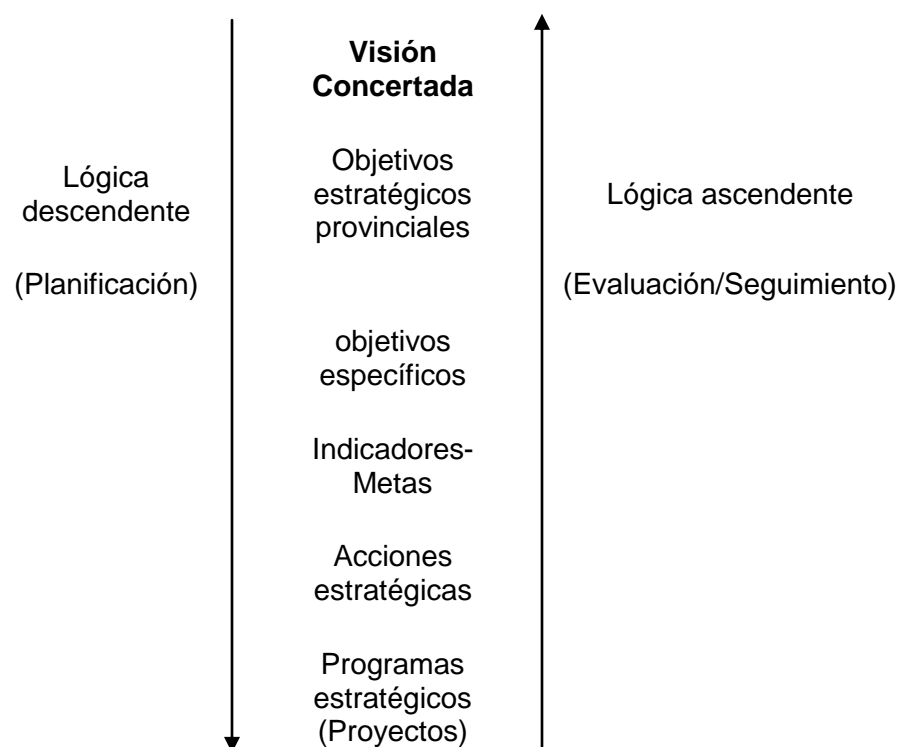 Visión
Concertada
Objetivos
estratégicos
provinciales
Lógica
descendente
(Planificación)
Lógica ascendente
(Evaluación/Seguimiento)
objetivos
específicos
Indicadores-
Metas
Acciones
estratégicas
Programas
estratégicos
(Proyectos)